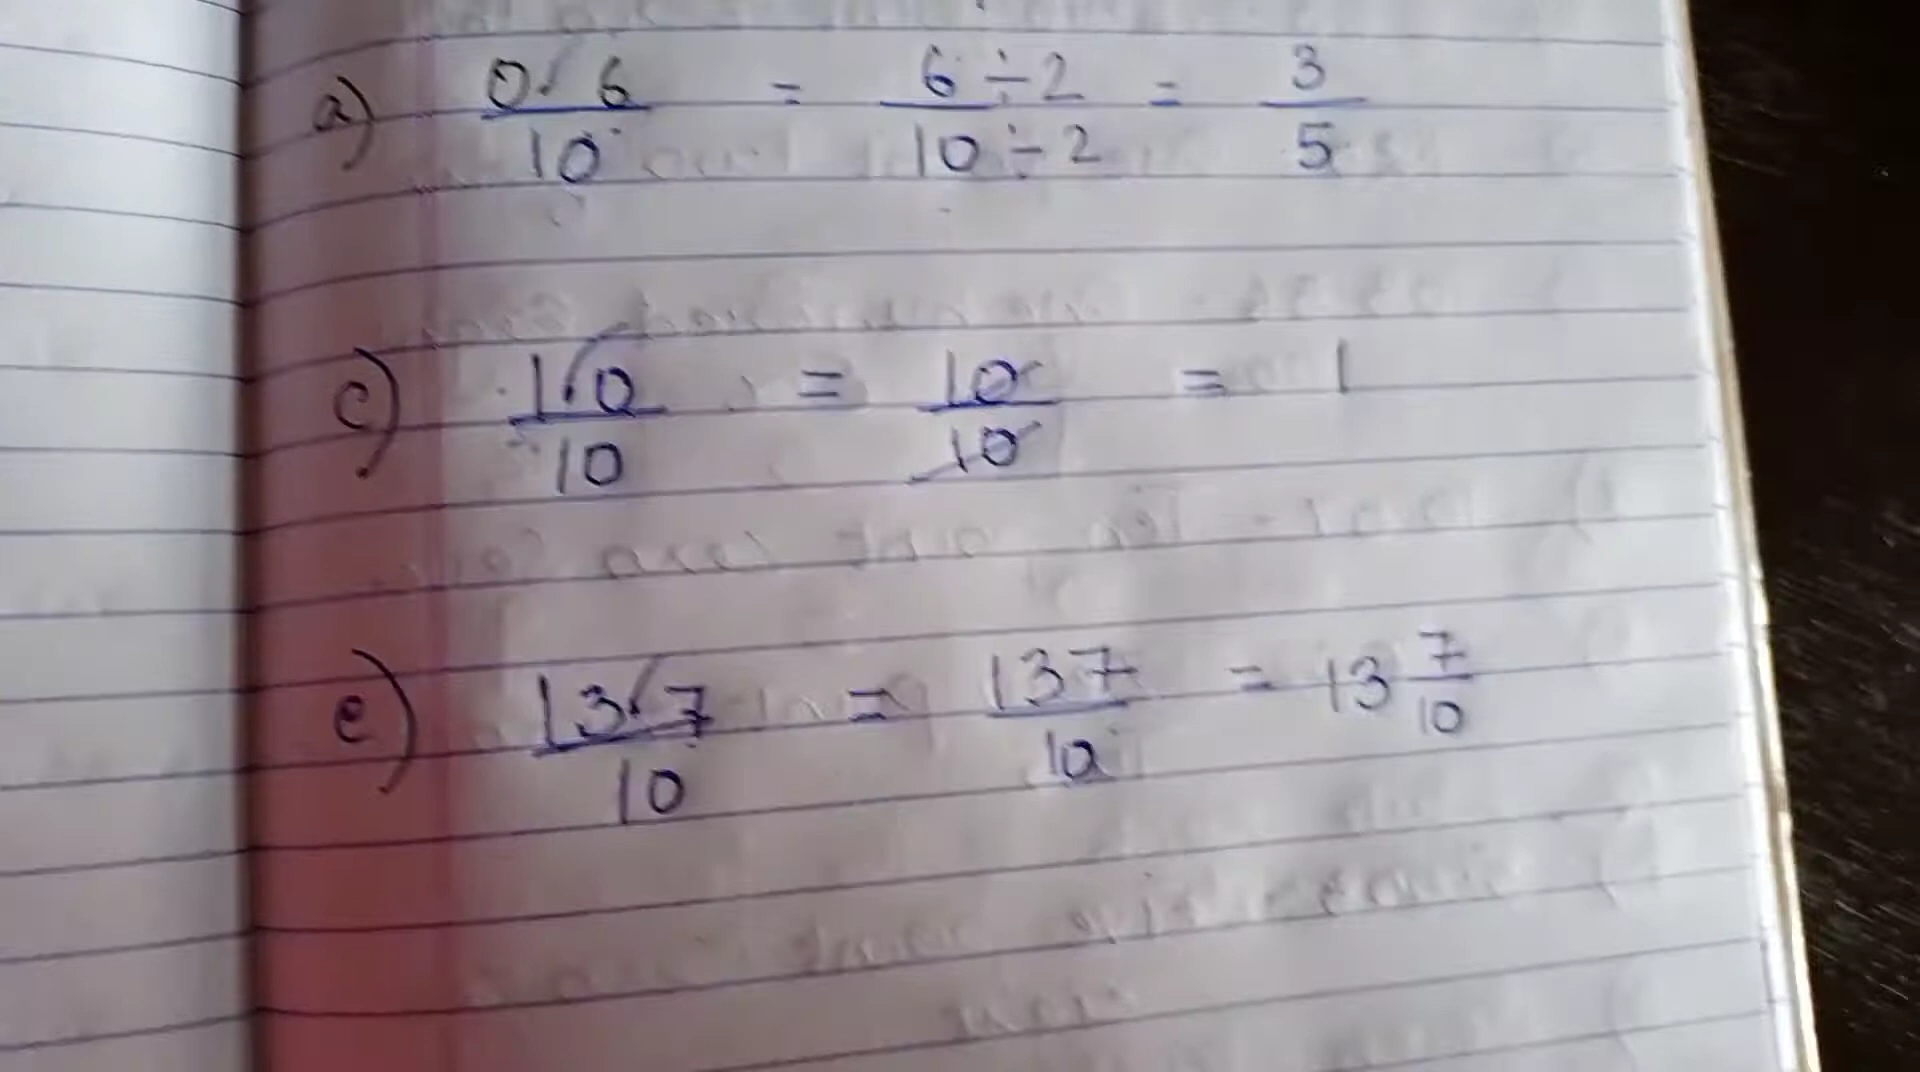 a) 0.6/10 = 6÷2/10÷2 = 3/5
c) 1.0/10 = 10/10 = 1
e) 13.7/10 = 137/10 = 13 7/10